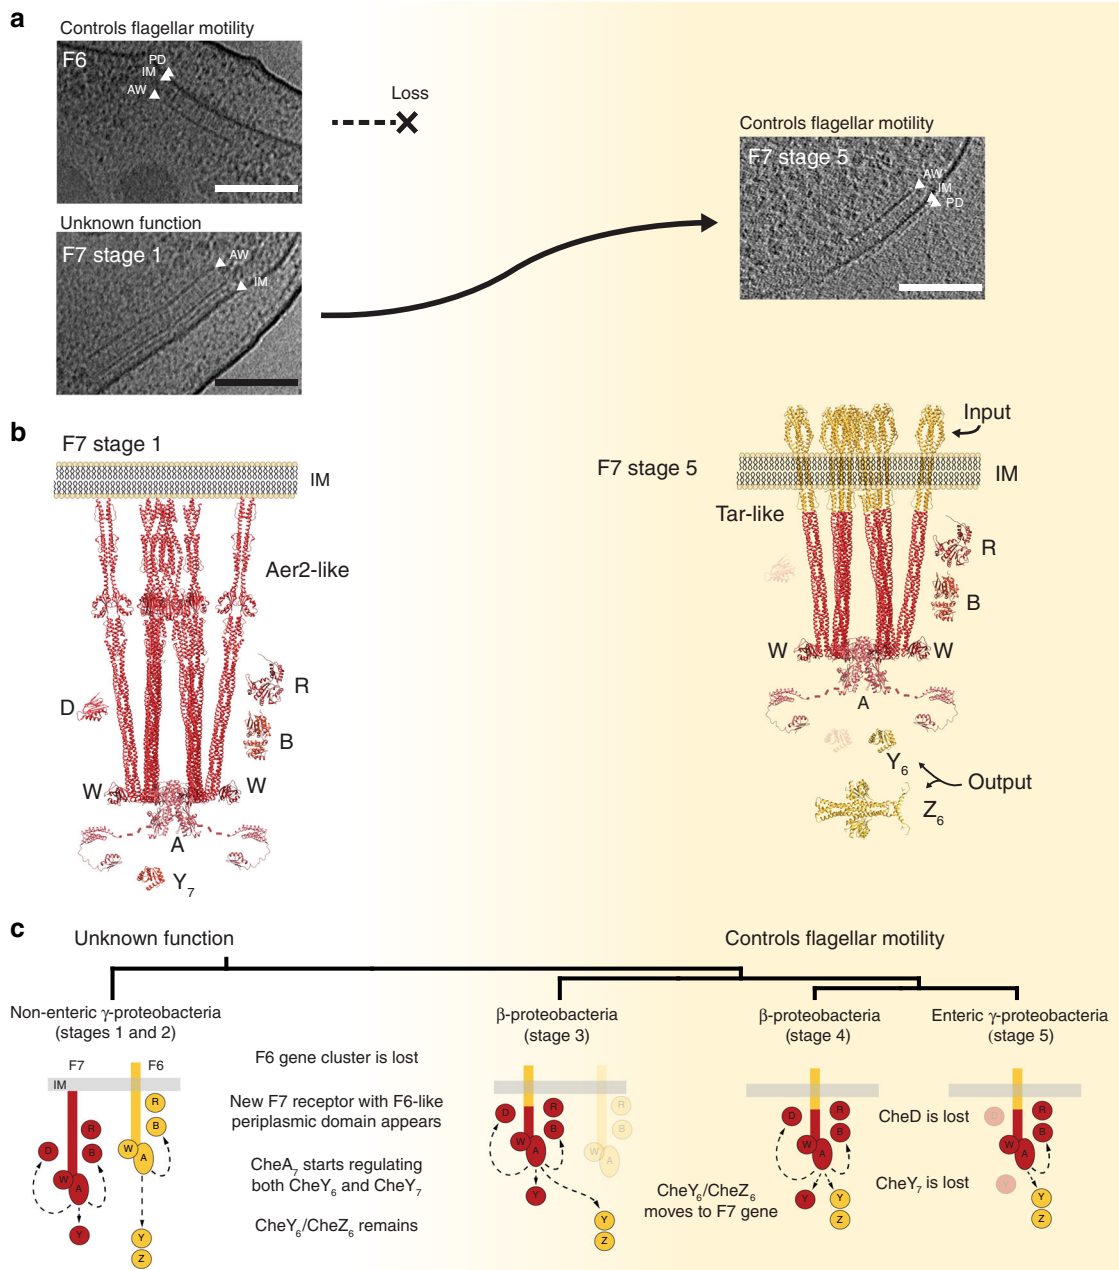 a
Controls flagellar motility
F6
PD
IM
AW
Loss
Controls flagellar motility
F7 stage 5
AW
IM
PD
Unknown function
F7 stage 1
AW
IM
b
F7 stage 1
IM
Aer2-like
R
D
B
W
W
A
Y7
Input
F7 stage 5
IM
Tar-like
R
B
W
W
A
Y6
Output
Z6
c
Unknown function
Controls flagellar motility
Non-enteric γ-proteobacteria
(stages 1 and 2)
β-proteobacteria
(stage 3)
β-proteobacteria
(stage 4)
Enteric γ-proteobacteria
(stage 5)
F7
F6
IM
R
B
D
R
B
W
A
W
A
Y
Y
Z
F6 gene cluster is lost
New F7 receptor with F6-like
periplasmic domain appears
CheA7 starts regulating
both CheY6 and CheY7
CheY6/CheZ6 remains
D
R
B
W
A
Y
Y
Z
R
B
W
A
CheY6/CheZ6
moves to F7 gene
D
R
B
W
A
Y
Y
Z
CheD is lost
CheY7 is lost
D
R
B
W
A
Y
Y
Z